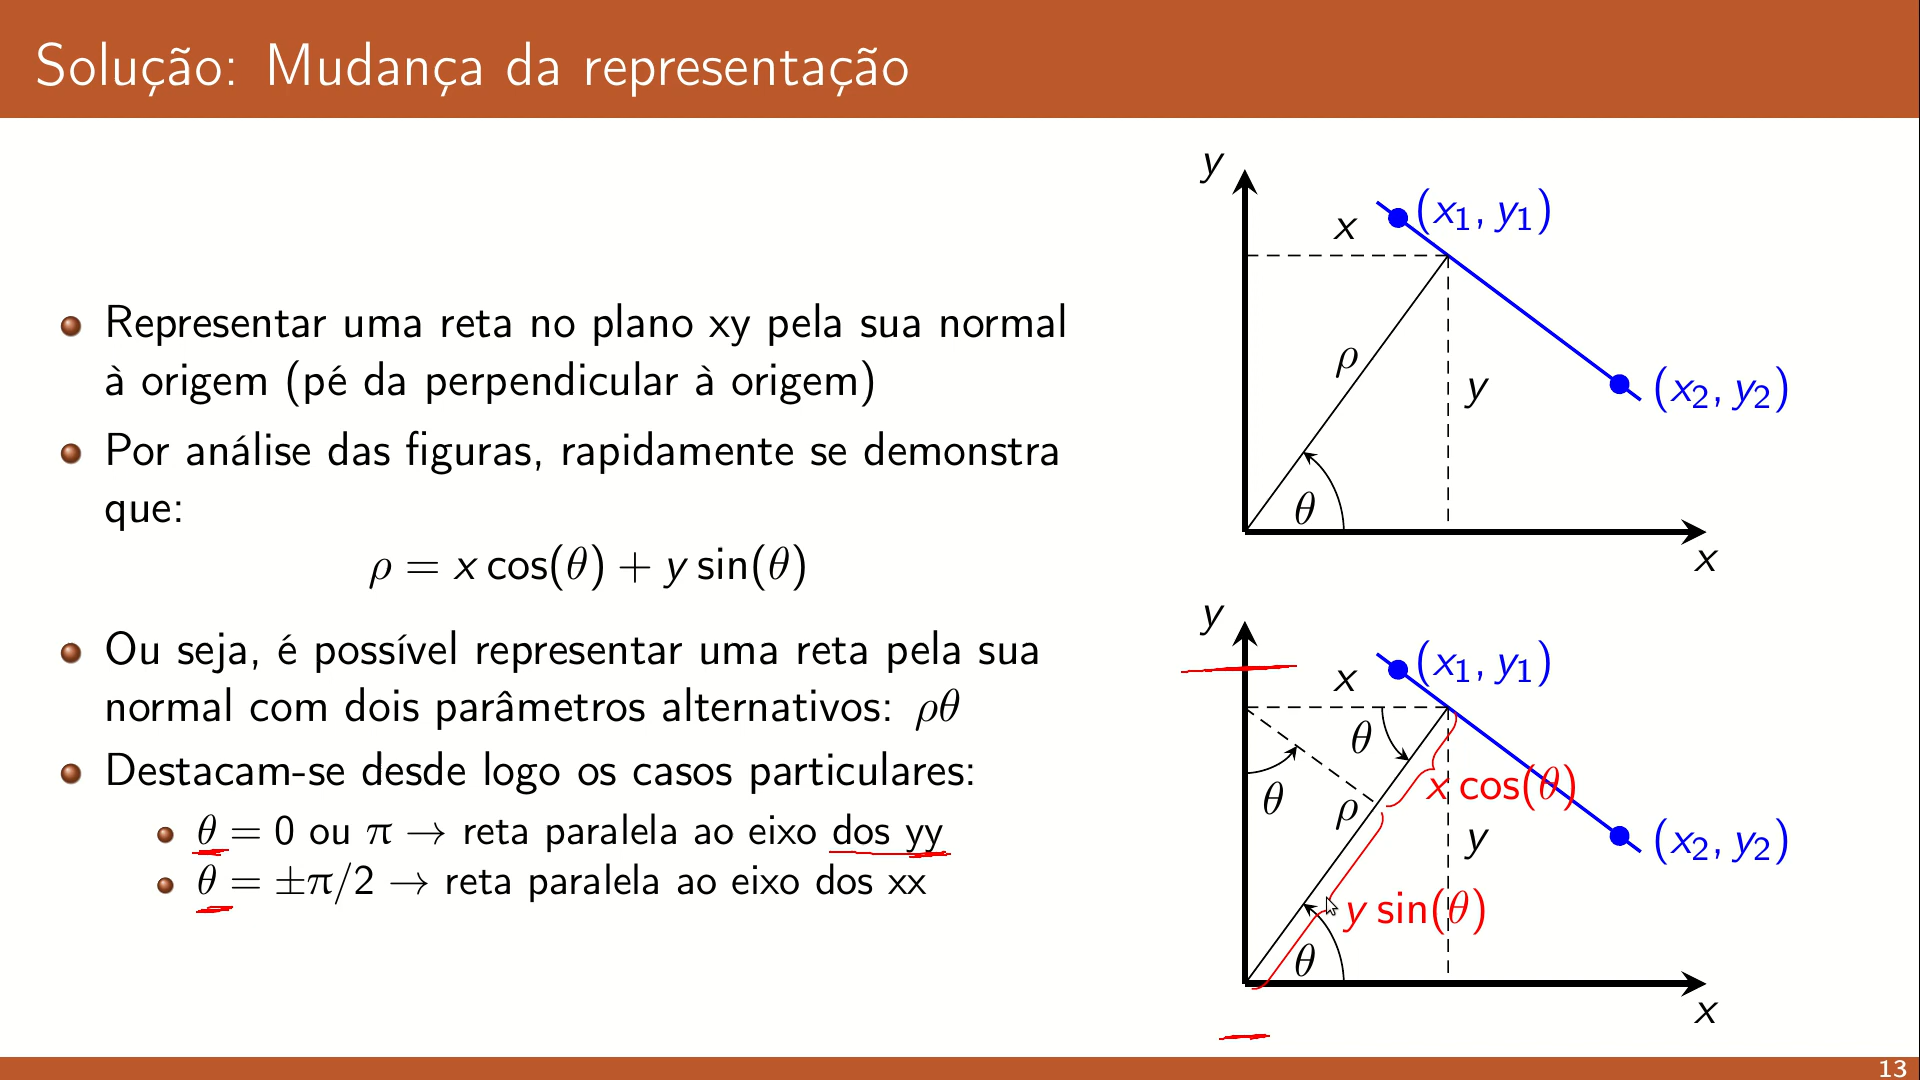 Solução: Mudança da representação
Representar uma reta no plano xy pela sua normal
à origem (pé da perpendicular à origem)
Por análise das figuras, rapidamente se demonstra
que:
ρ = x cos(θ) + y sin(θ)
Ou seja, é possível representar uma reta pela sua
normal com dois parâmetros alternativos: ρθ
Destacam-se desde logo os casos particulares:
θ = 0 ou π → reta paralela ao eixo dos yy
θ = ±π/2 → reta paralela ao eixo dos xx
y
x
(x₁, y₁)
ρ
y
(x₂, y₂)
θ
x
y
x
(x₁, y₁)
θ
θ
ρ
x cos(θ)
y
(x₂, y₂)
y sin(θ)
θ
x
13